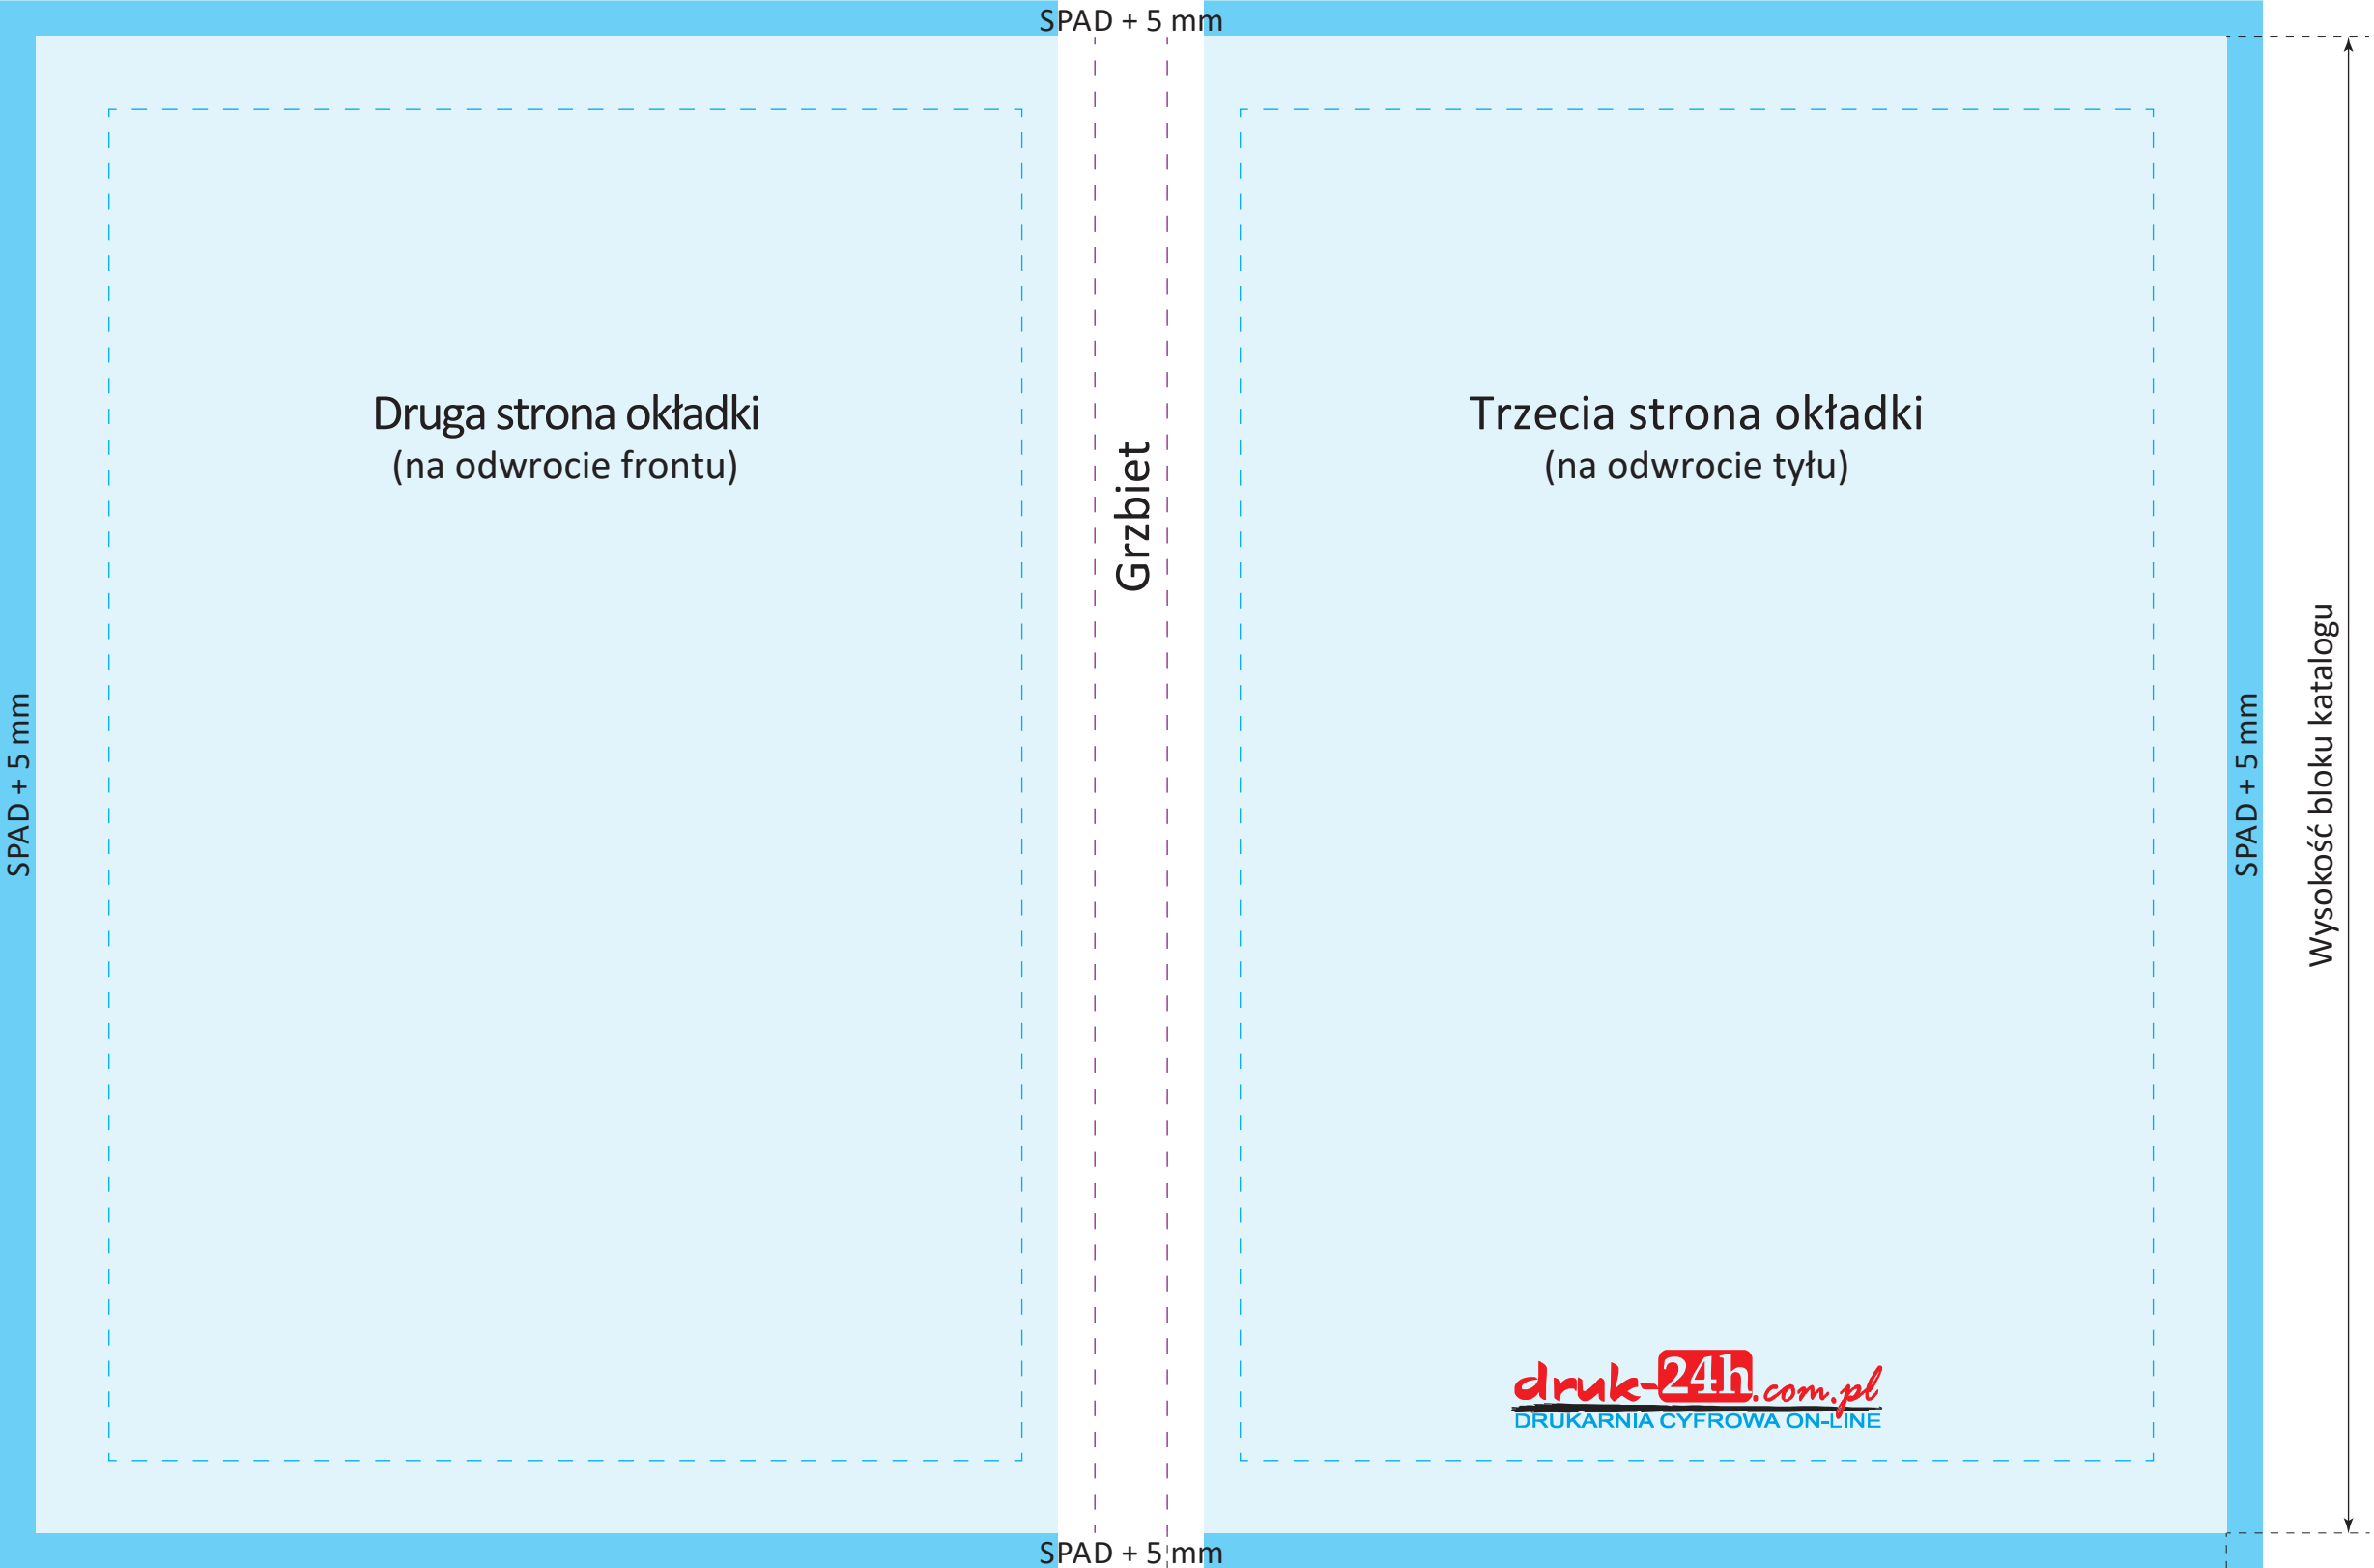 SPAD + 5 mm
Druga strona okładki
(na odwrocie frontu)
Grzbiet
Trzecia strona okładki
(na odwrocie tyłu)
SPAD + 5 mm
SPAD + 5 mm
Wysokość bloku katalogu
druk-24h.com.pl
DRUKARNIA CYFROWA ON-LINE
SPAD + 5 mm